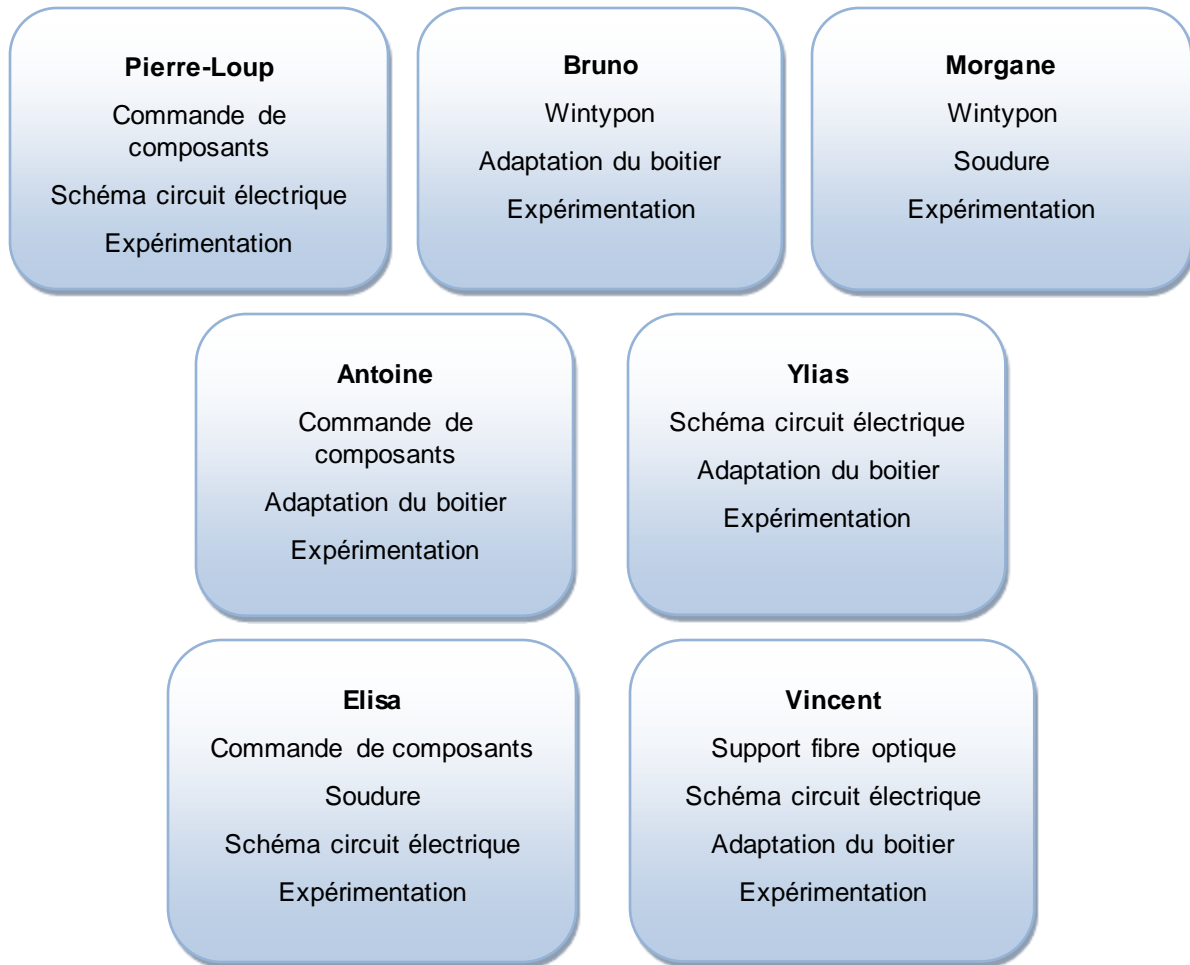 Pierre-Loup
Commande de
composants
Schéma circuit électrique
Expérimentation
Bruno
Wintypon
Adaptation du boitier
Expérimentation
Morgane
Wintypon
Soudure
Expérimentation
Antoine
Commande de
composants
Adaptation du boitier
Expérimentation
Ylias
Schéma circuit électrique
Adaptation du boitier
Expérimentation
Elisa
Commande de composants
Soudure
Schéma circuit électrique
Expérimentation
Vincent
Support fibre optique
Schéma circuit électrique
Adaptation du boitier
Expérimentation